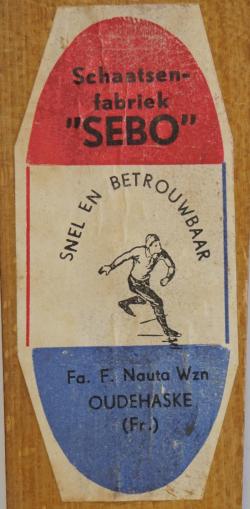 Schaatsen-
fabriek
"SEBO"
SNEL EN BETROUWBAAR
Fa. F. Nauta Wzn
OUDEHASKE
(Fr.)